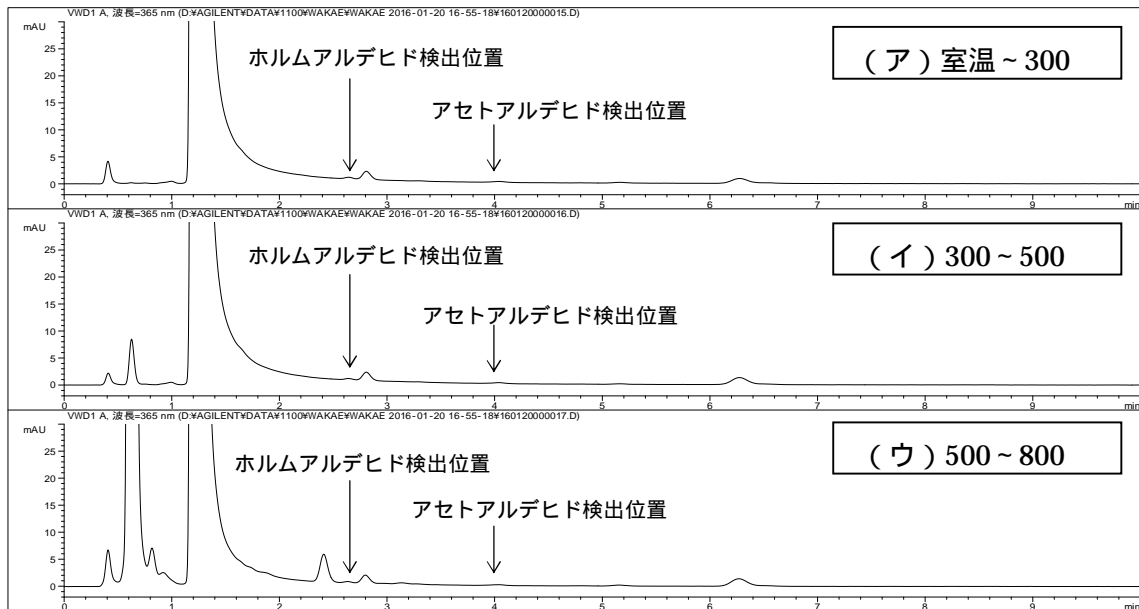 VWD1 A, 波長=365 nm (D:¥AGILENT¥DATA¥1100¥WAKAE¥WAKAE 2016-01-20 16-55-18¥160120000015.D)
mAU
ホルムアルデヒド検出位置
(ア)室温~300
アセトアルデヒド検出位置
25
20
15
10
5
0
0 1 2 3 4 5 6 7 8 9 min
VWD1 A, 波長=365 nm (D:¥AGILENT¥DATA¥1100¥WAKAE¥WAKAE 2016-01-20 16-55-18¥160120000016.D)
mAU
ホルムアルデヒド検出位置
(イ)300~500
アセトアルデヒド検出位置
25
20
15
10
5
0
0 1 2 3 4 5 6 7 8 9 min
VWD1 A, 波長=365 nm (D:¥AGILENT¥DATA¥1100¥WAKAE¥WAKAE 2016-01-20 16-55-18¥160120000017.D)
mAU
ホルムアルデヒド検出位置
(ウ)500~800
アセトアルデヒド検出位置
25
20
15
10
5
0
0 1 2 3 4 5 6 7 8 9 min